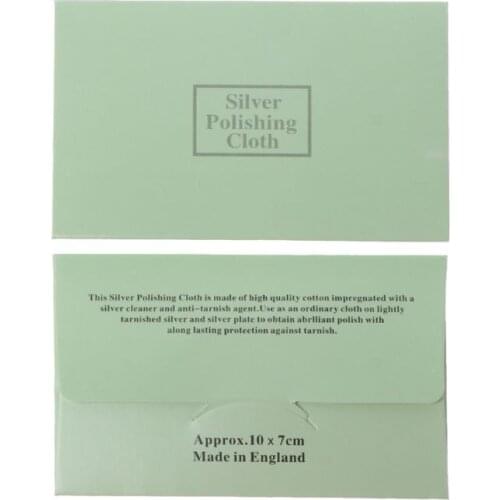 Silver
Polishing
Cloth
This Silver Polishing Cloth is made of high quality cotton impregnated with a
silver cleaner and anti-tarnish agent.Use as an ordinary cloth on lightly
tarnished silver and silver plate to obtain abrlliant polish with
along lasting protection against tarnish.
Approx.10 x 7cm
Made in England